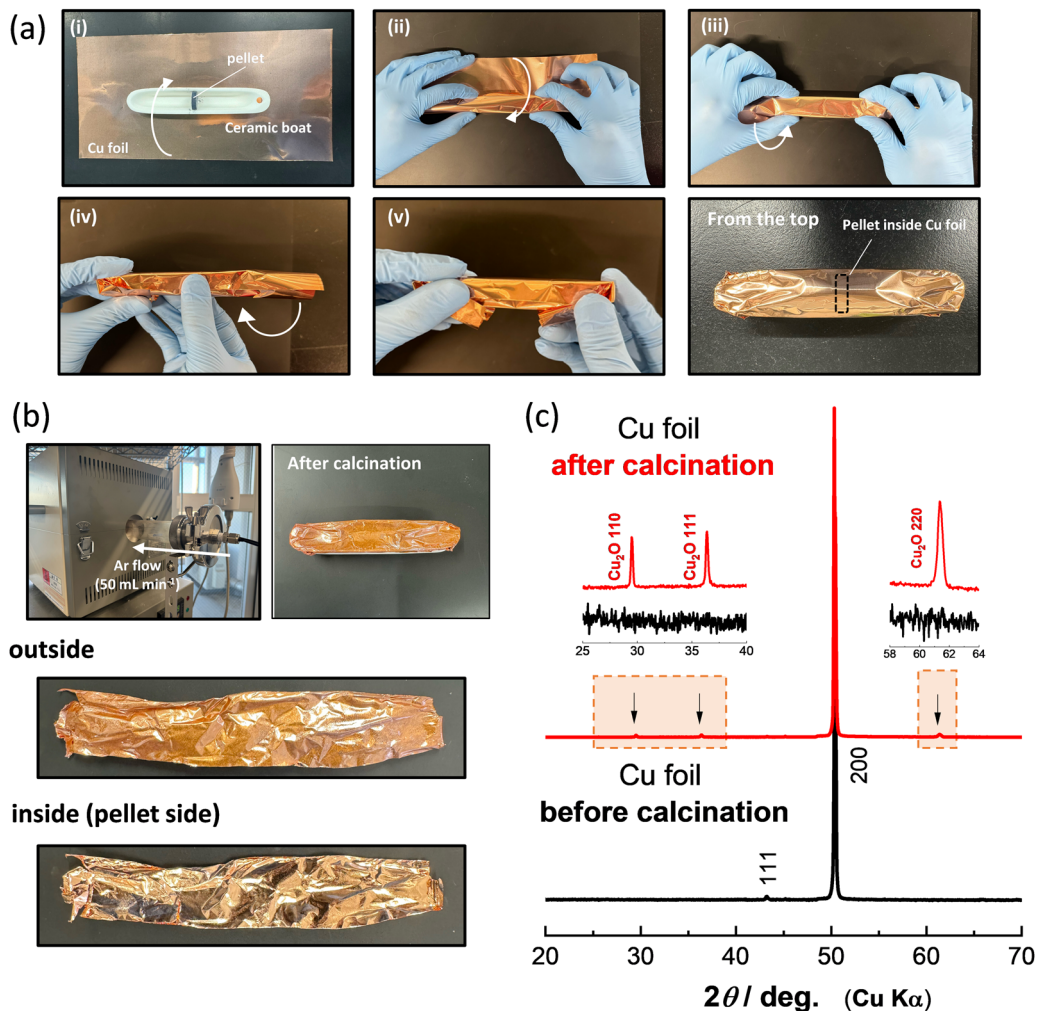 (a)
(i)
pellet
Ceramic boat
Cu foil
(ii)
(iii)
(iv)
(v)
From the top
Pellet inside Cu foil
(b)
Ar flow
(50 mL min⁻¹)
After calcination
outside
inside (pellet side)
(c)
Cu foil
after calcination
Cu₂O 110
Cu₂O 111
Cu₂O 220
25 30 35 40
58 60 62 64
Cu foil
before calcination
200
111
20 30 40 50 60 70
2θ / deg. (Cu Kα)